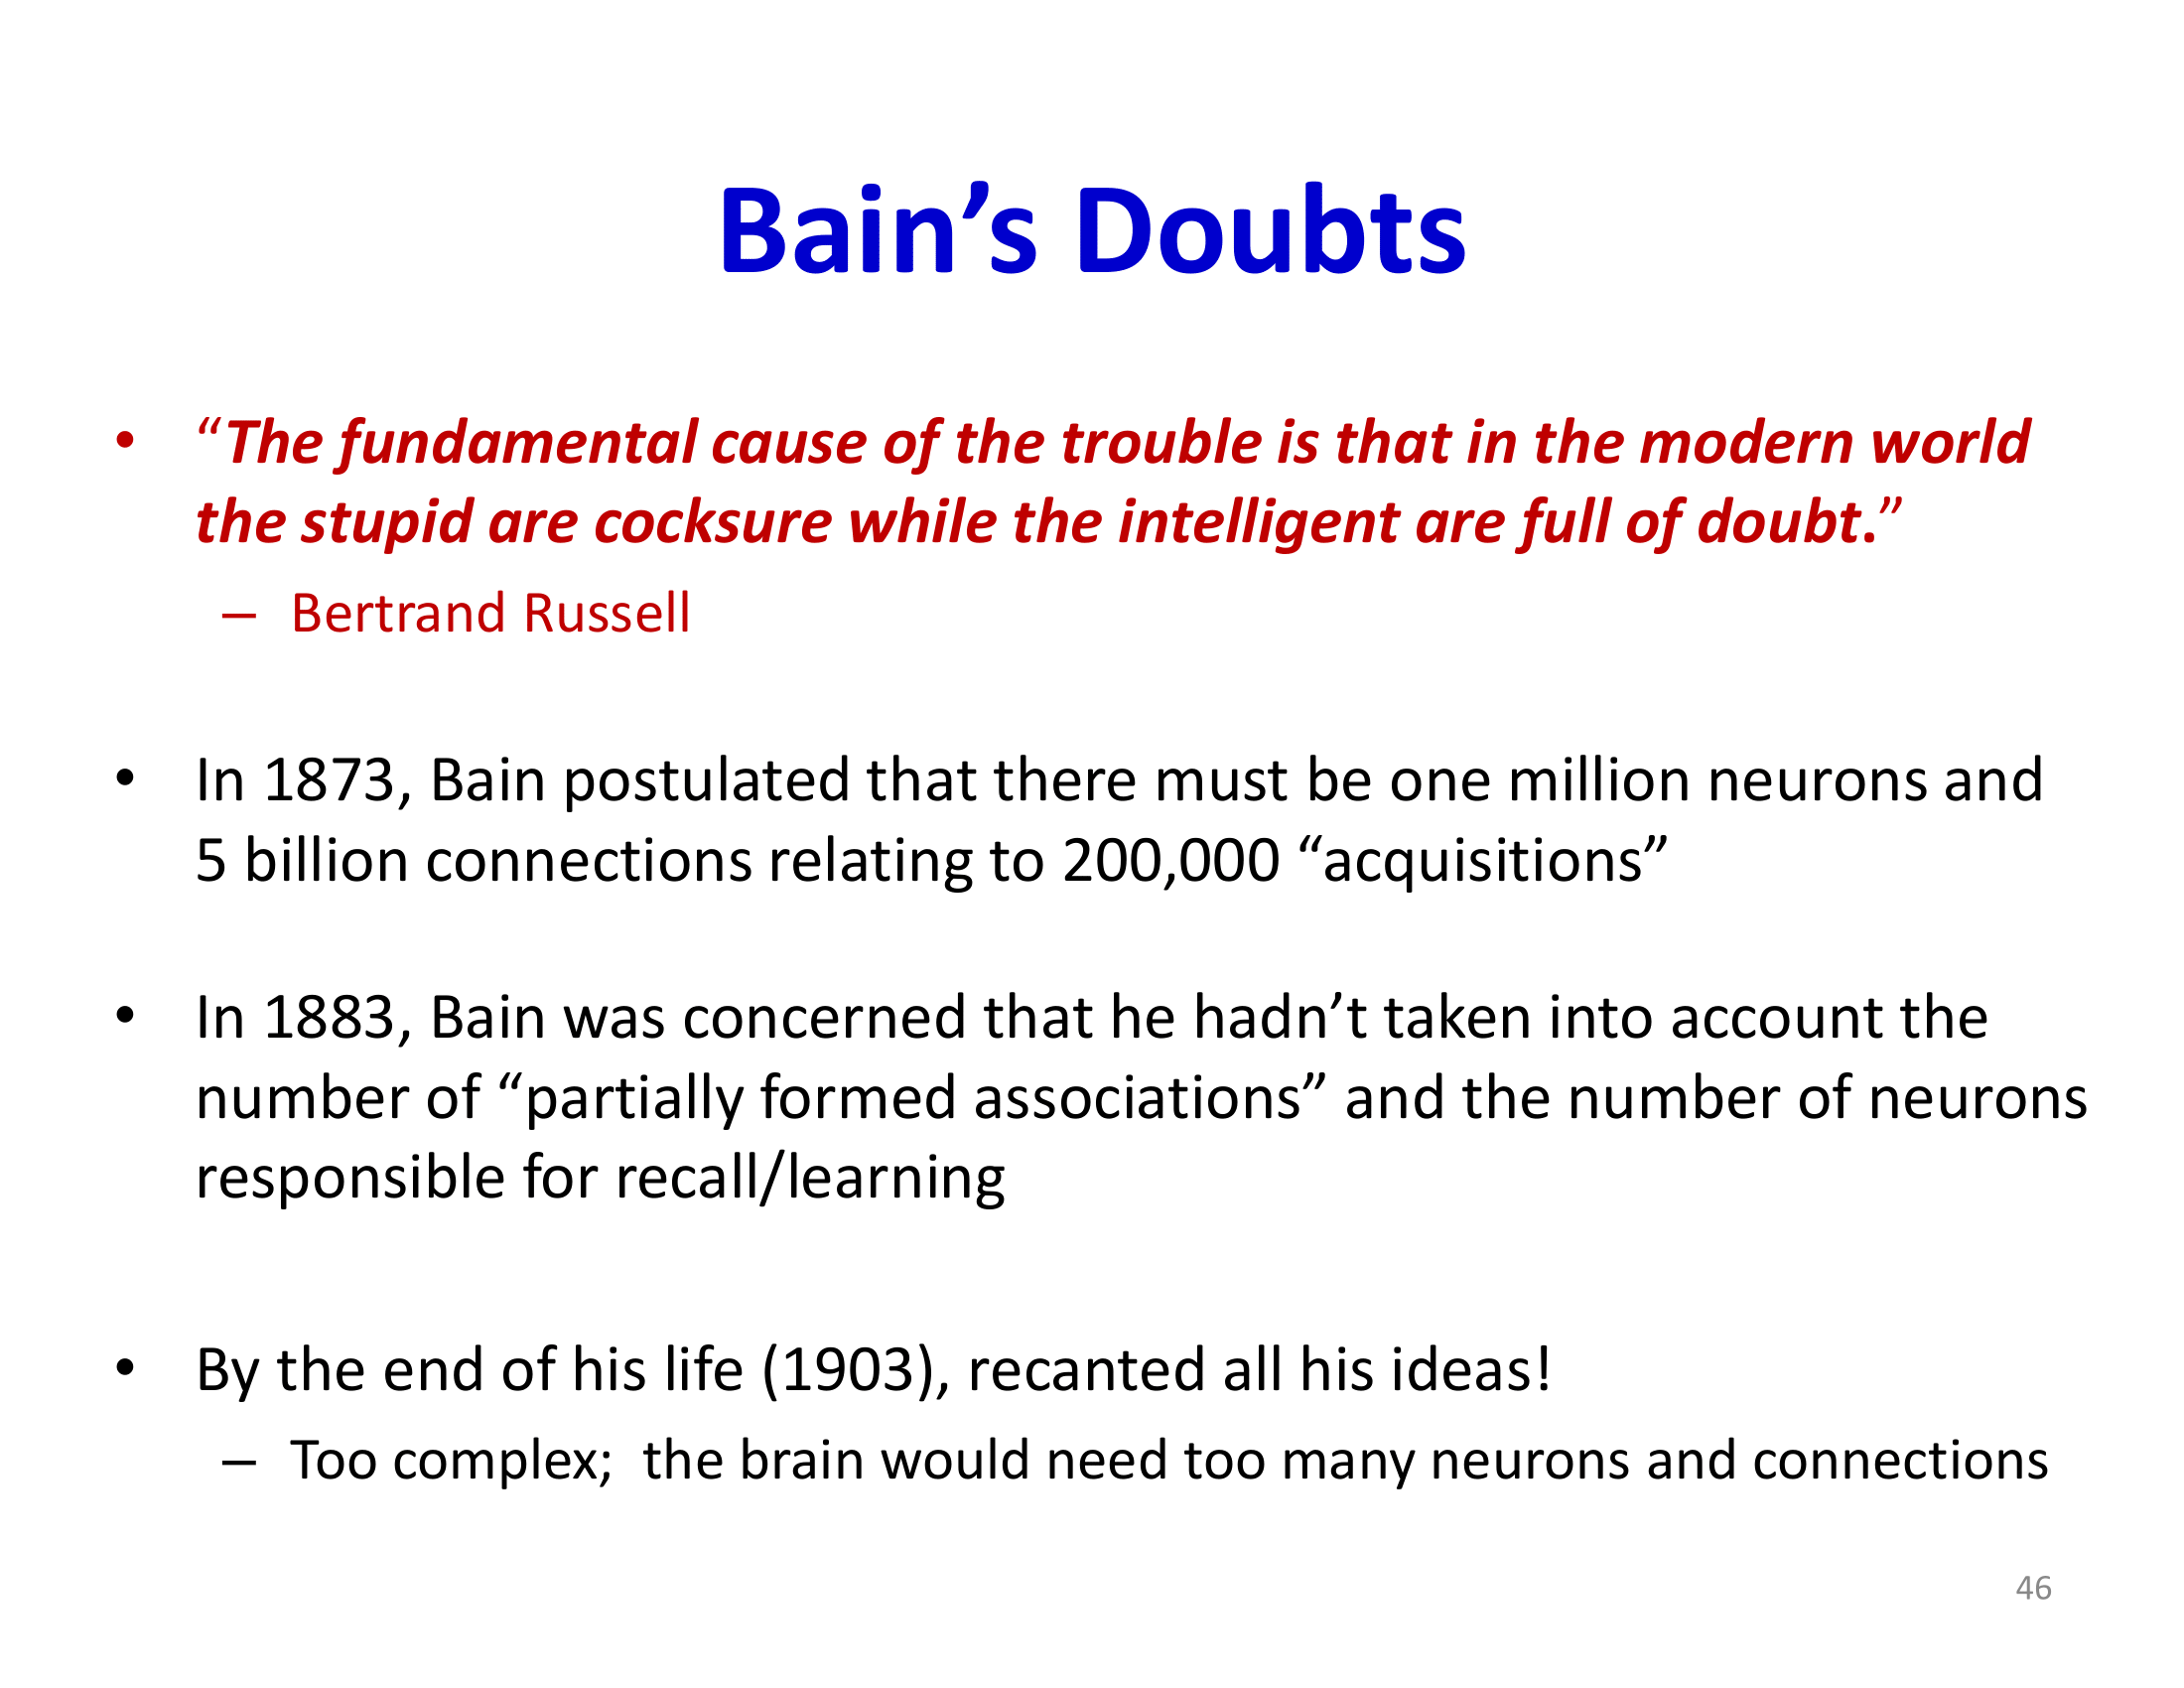 Bain’s Doubts
• “The fundamental cause of the trouble is that in the modern world
the stupid are cocksure while the intelligent are full of doubt.”
– Bertrand Russell
• In 1873, Bain postulated that there must be one million neurons and
5 billion connections relating to 200,000 “acquisitions”
• In 1883, Bain was concerned that he hadn’t taken into account the
number of “partially formed associations” and the number of neurons
responsible for recall/learning
• By the end of his life (1903), recanted all his ideas!
– Too complex;  the brain would need too many neurons and connections
46